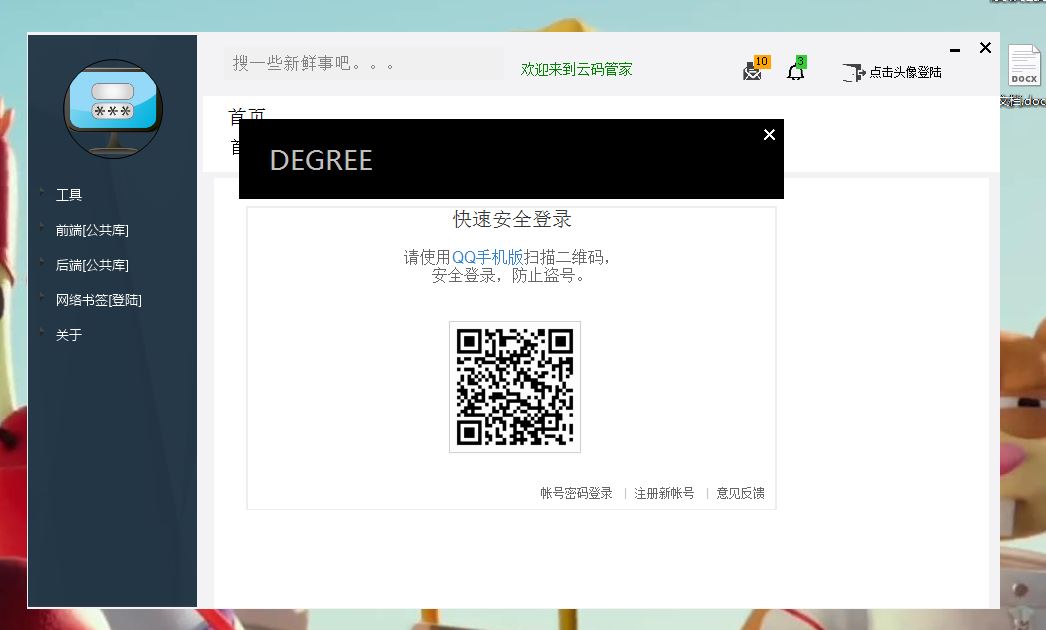 搜一些新鲜事吧。。。
欢迎来到云码管家
10
3
点击头像登陆
***
工具
前端[公共库]
后端[公共库]
网络书签[登陆]
关于
首页
DEGREE
快速安全登录
请使用QQ手机版扫描二维码，
安全登录，防止盗号。
帐号密码登录 | 注册新帐号 | 意见反馈
DOCX